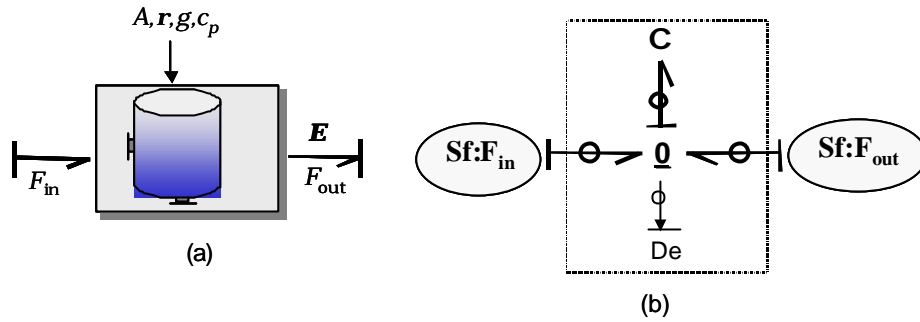 A, r, g, c_p
E
F_in
F_out
(a)
C
Sf:F_in
0
Sf:F_out
De
(b)